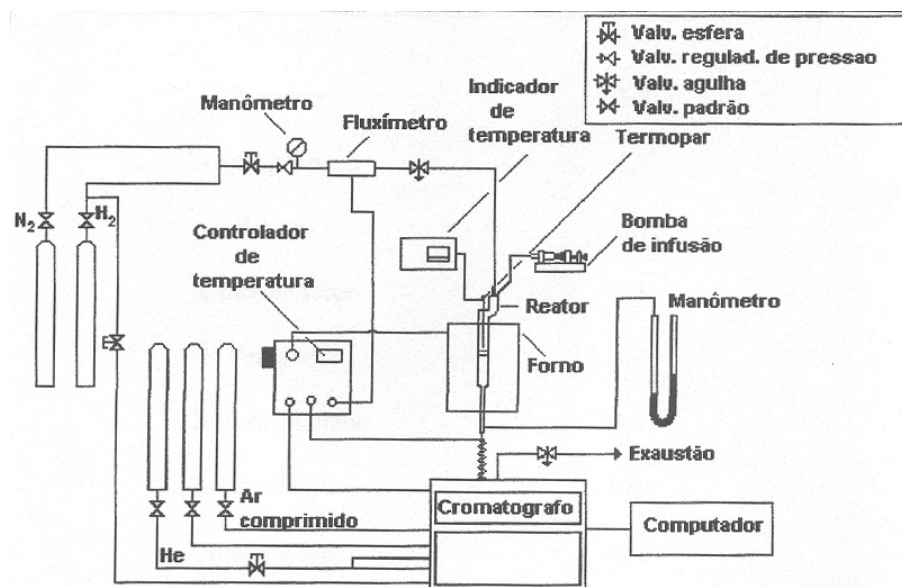 Valv. esfera
Valv. regulad. de pressao
Valv. agulha
Valv. padrão
Manômetro
Fluxímetro
Indicador
de
temperatura
Termopar
N2
H2
Controlador
de
temperatura
Bomba
de infusão
Reator
Manômetro
Forno
Exaustão
Ar
comprimido
He
Cromatografo
Computador